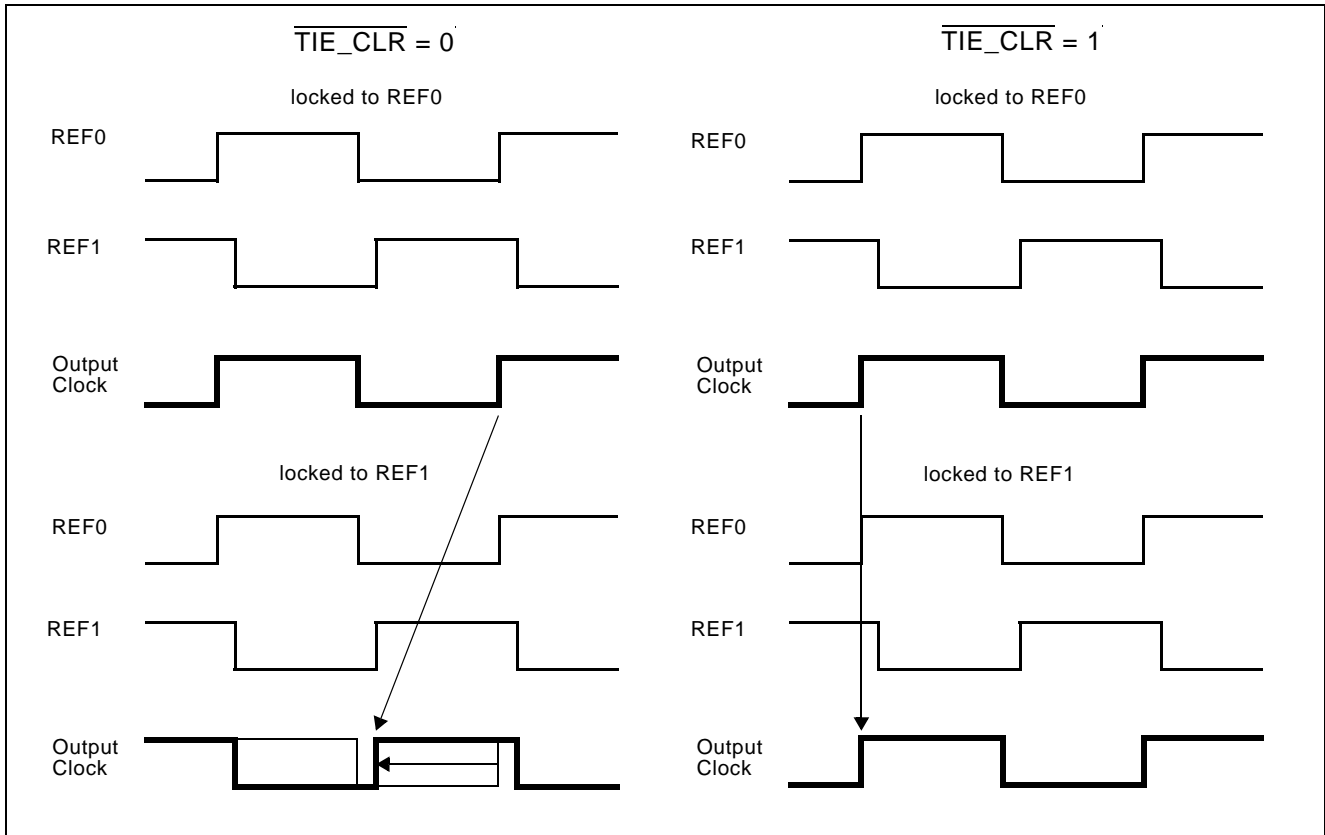 TIE_CLR = 0
locked to REF0
REF0
REF1
Output
Clock
locked to REF1
REF0
REF1
Output
Clock
TIE_CLR = 1
locked to REF0
REF0
REF1
Output
Clock
locked to REF1
REF0
REF1
Output
Clock